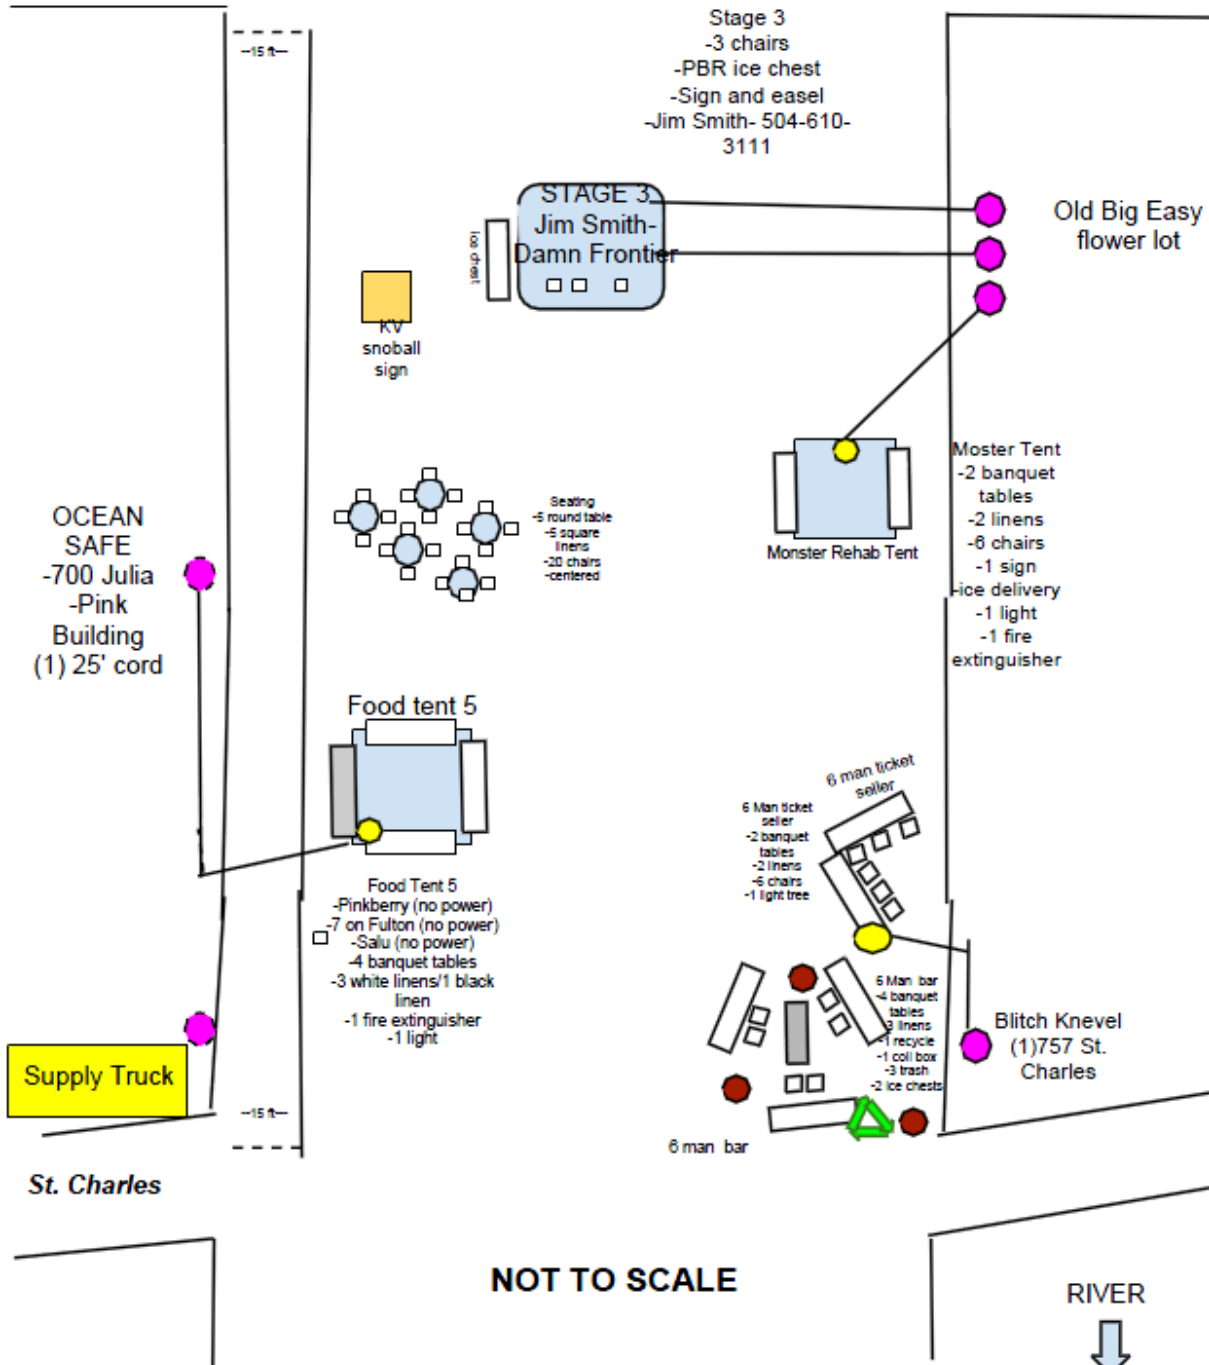 --15 ft--
Stage 3
-3 chairs
-PBR ice chest
-Sign and easel
-Jim Smith- 504-610-
3111
STAGE 3
Jim Smith-
Damn Frontier
ice chest
Old Big Easy
flower lot
KV
snoball
sign
OCEAN
SAFE
-700 Julia
-Pink
Building
(1) 25' cord
Seating
-5 round table
-5 square
linens
-20 chairs
-centered
Monster Rehab Tent
Moster Tent
-2 banquet
tables
-2 linens
-6 chairs
-1 sign
-ice delivery
-1 light
-1 fire
extinguisher
Food tent 5
Food Tent 5
-Pinkberry (no power)
-7 on Fulton (no power)
-Salu (no power)
-4 banquet tables
-3 white linens/1 black
linen
-1 fire extinguisher
-1 light
6 man ticket
seller
6 Man ticket
seller
-2 banquet
tables
-2 linens
-6 chairs
-1 light tree
6 Man bar
-4 banquet
tables
-3 linens
-1 recycle
-1 coil box
-3 trash
-2 ice chests
6 man bar
Blitch Knevel
(1)757 St.
Charles
Supply Truck
--15 ft--
St. Charles
NOT TO SCALE
RIVER